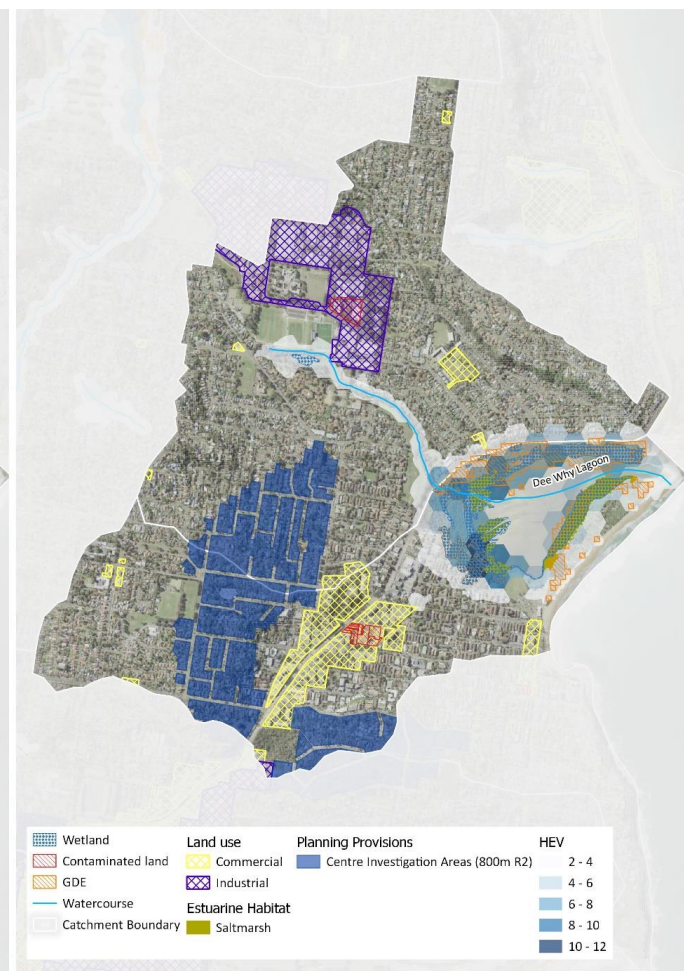 Dee Why Lagoon
Wetland
Contaminated land
GDE
Watercourse
Catchment Boundary
Land use
Commercial
Industrial
Estuarine Habitat
Saltmarsh
Planning Provisions
Centre Investigation Areas (800m R2)
HEV
2 - 4
4 - 6
6 - 8
8 - 10
10 - 12